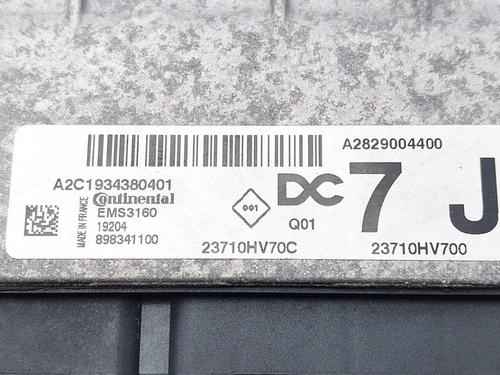 A2829004400
A2C1934380401
Continental
EMS3160
19204
898341100
MADE IN FRANCE
001
DC
Q01
7 J
23710HV70C
23710HV700